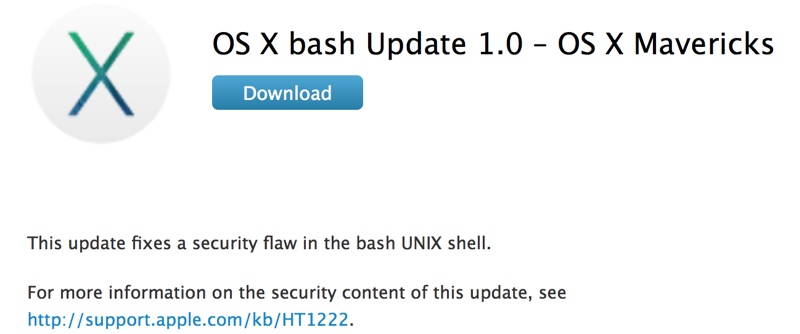 OS X bash Update 1.0 – OS X Mavericks
Download
This update fixes a security flaw in the bash UNIX shell.
For more information on the security content of this update, see
http://support.apple.com/kb/HT1222.